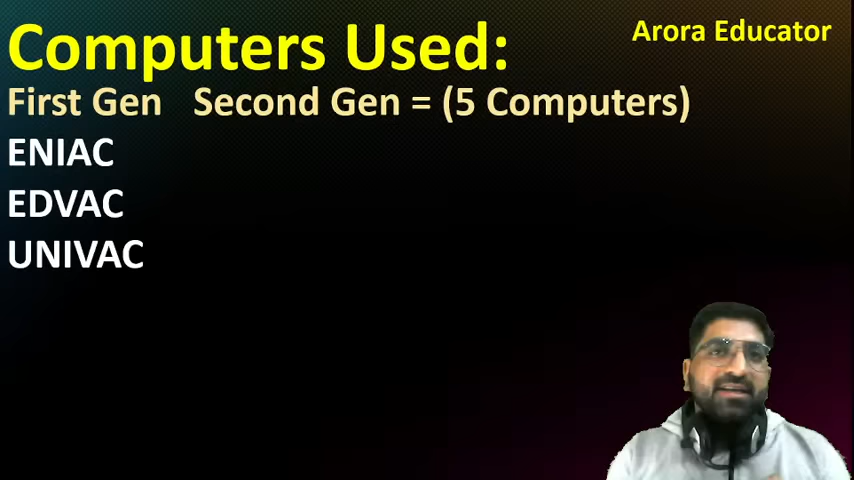 Computers Used:
Arora Educator
First Gen Second Gen = (5 Computers)
ENIAC
EDVAC
UNIVAC